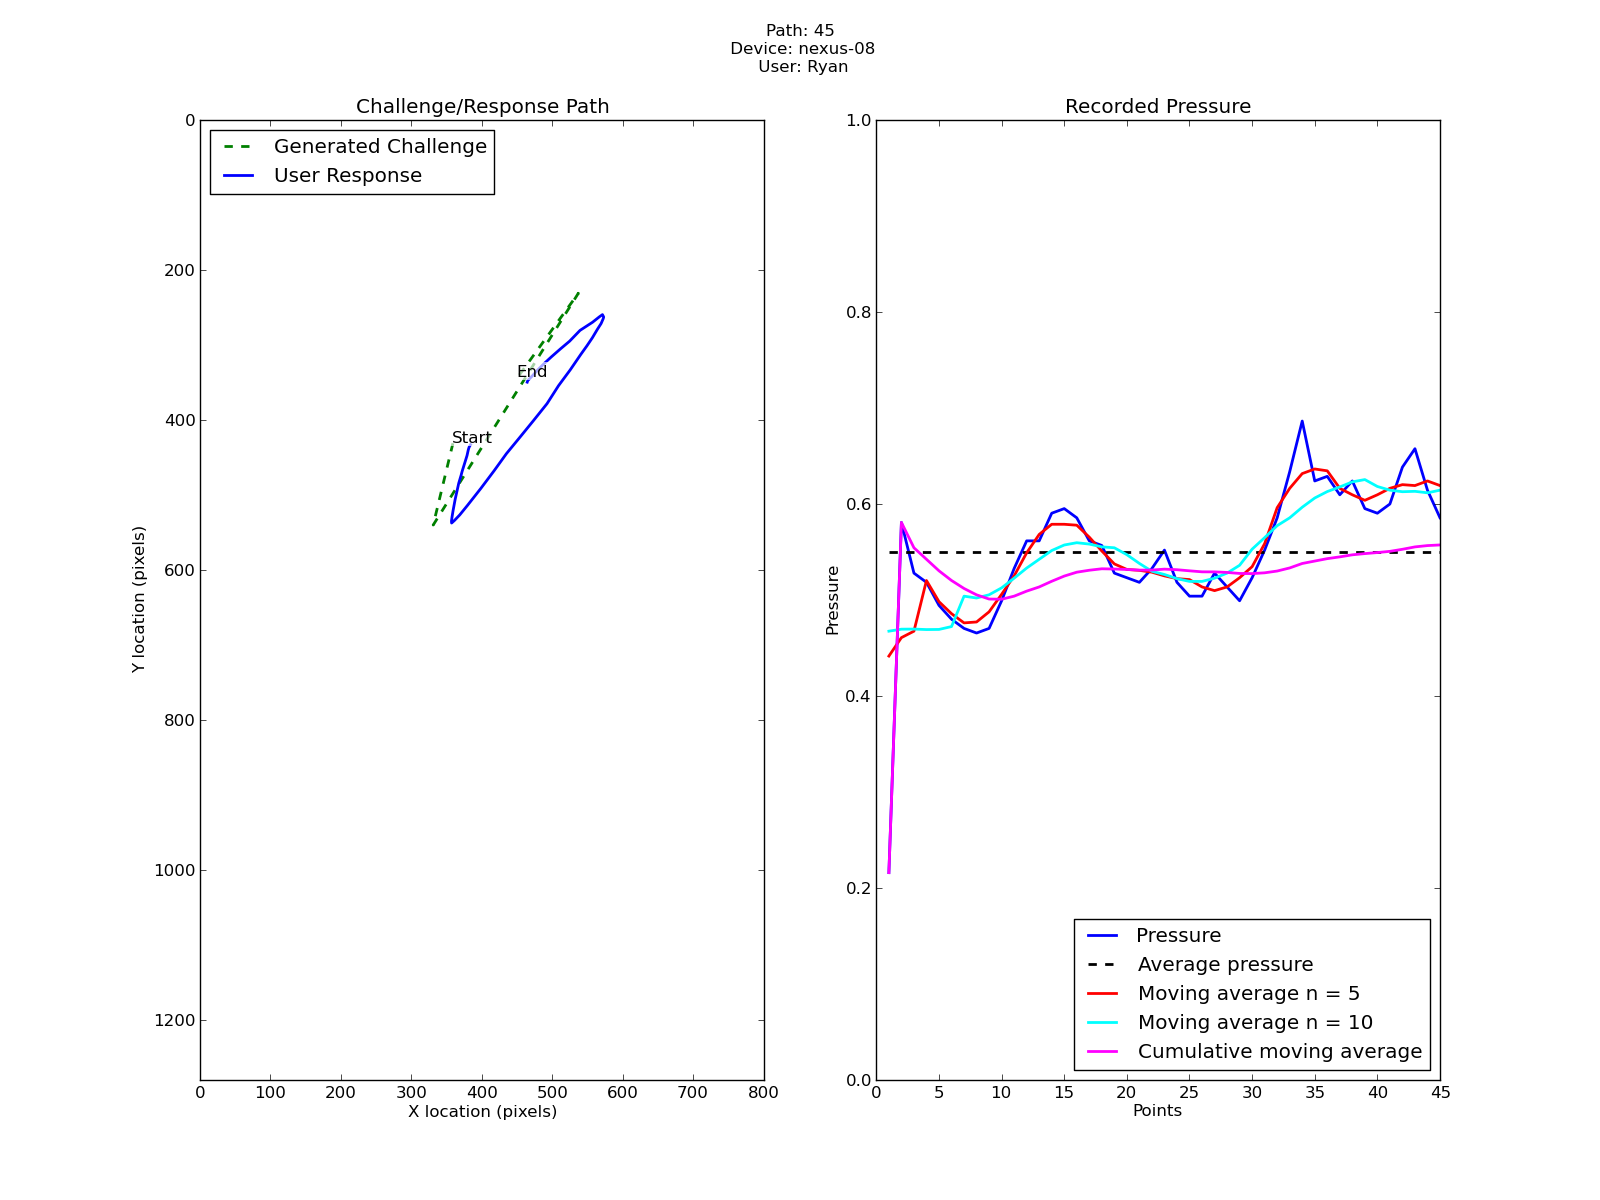 Path: 45
Device: nexus-08
User: Ryan
Challenge/Response Path
Generated Challenge
User Response
0
200
400
600
800
1000
1200
Y location (pixels)
End
Start
0 100 200 300 400 500 600 700 800
X location (pixels)
Recorded Pressure
1.0
0.8
0.6
0.4
0.2
0.0
Pressure
Pressure
Average pressure
Moving average n = 5
Moving average n = 10
Cumulative moving average
0 5 10 15 20 25 30 35 40 45
Points